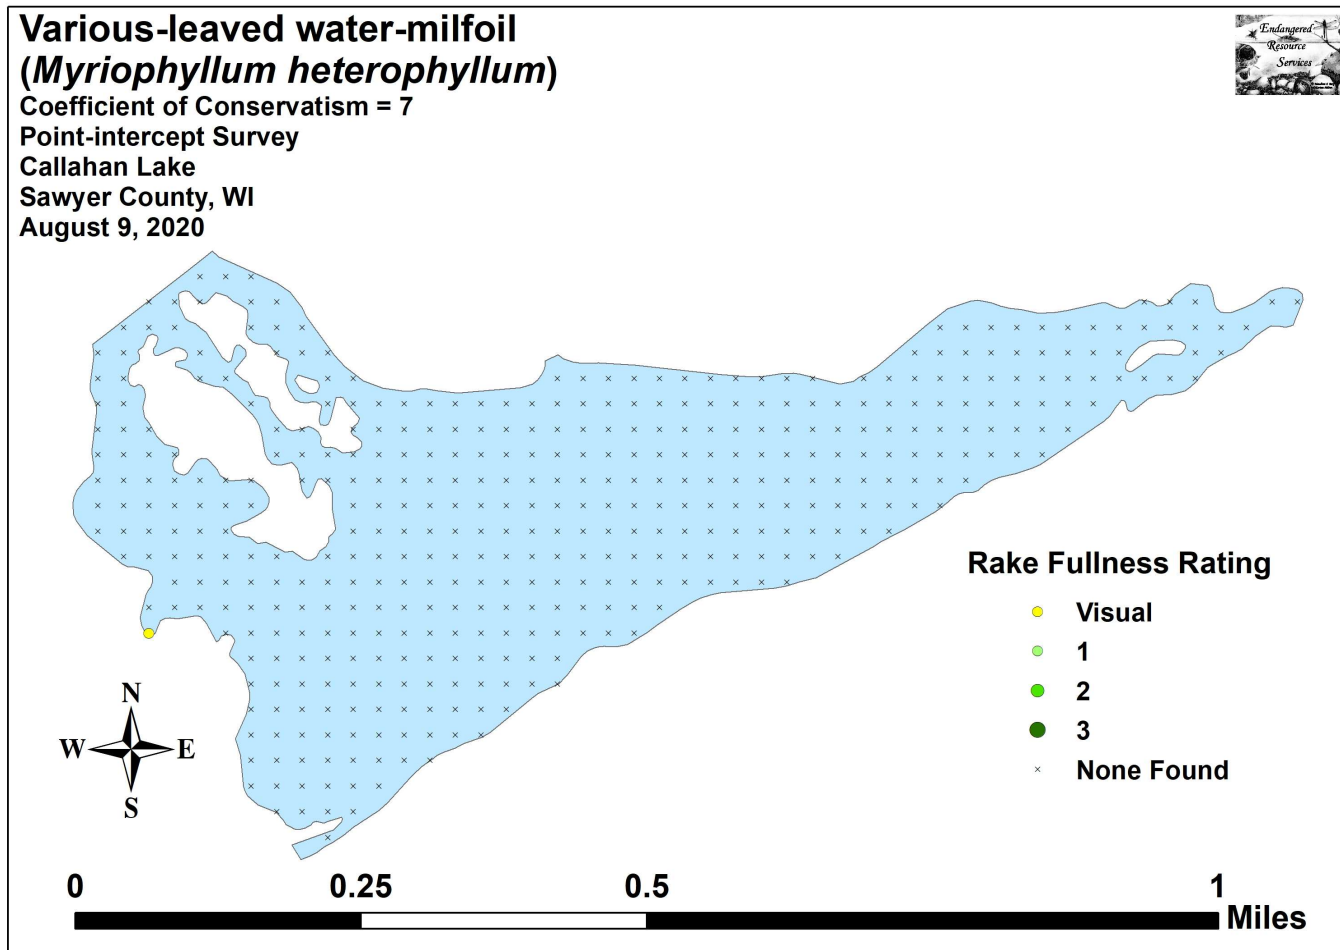 Various-leaved water-milfoil
(Myriophyllum heterophyllum)
Coefficient of Conservatism = 7
Point-intercept Survey
Callahan Lake
Sawyer County, WI
August 9, 2020
Endangered
Resource
Services
Rake Fullness Rating
Visual
1
2
3
None Found
N
W E
S
0 0.25 0.5 1
Miles